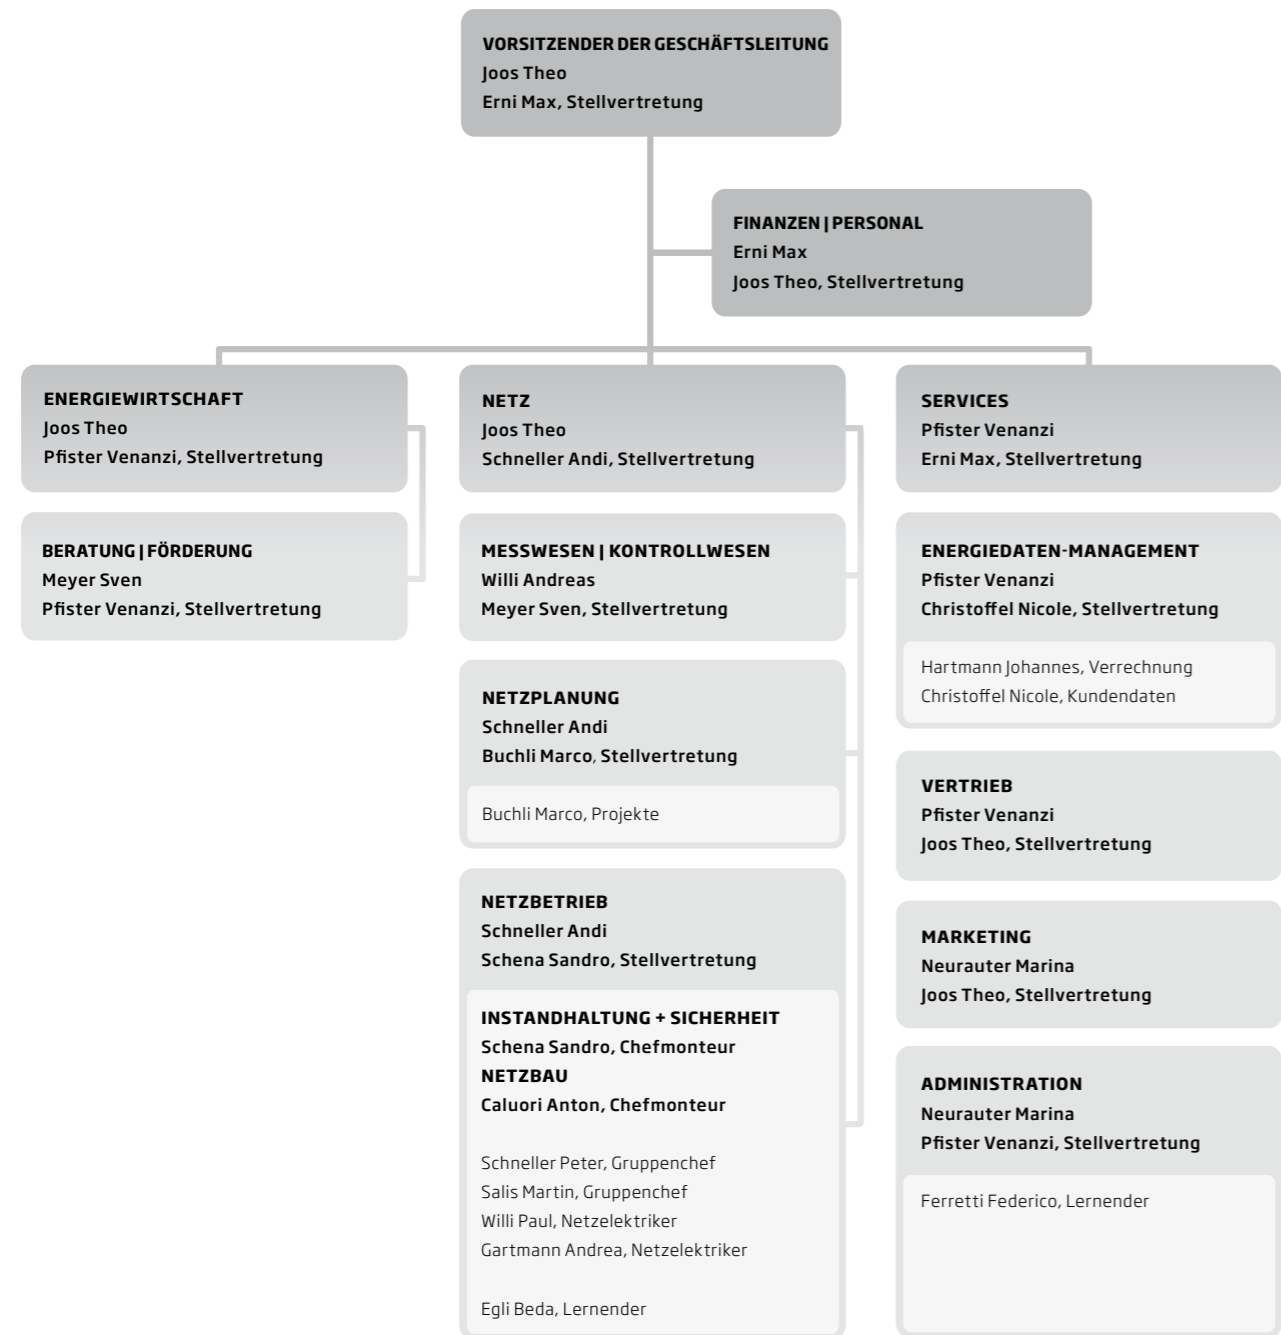 VORSITZENDER DER GESCHÄFTSLEITUNG
Joos Theo
Erni Max, Stellvertretung
FINANZEN | PERSONAL
Erni Max
Joos Theo, Stellvertretung
ENERGIEWIRTSCHAFT
Joos Theo
Pfister Venanzi, Stellvertretung
BERATUNG | FÖRDERUNG
Meyer Sven
Pfister Venanzi, Stellvertretung
NETZ
Joos Theo
Schneller Andi, Stellvertretung
MESSWESEN | KONTROLLWESEN
Willi Andreas
Meyer Sven, Stellvertretung
NETZPLANUNG
Schneller Andi
Buchli Marco, Stellvertretung
Buchli Marco, Projekte
NETZBETRIEB
Schneller Andi
Schena Sandro, Stellvertretung
INSTANDHALTUNG + SICHERHEIT
Schena Sandro, Chefmonteur
NETZBAU
Caluori Anton, Chefmonteur
Schneller Peter, Gruppenchef
Salis Martin, Gruppenchef
Willi Paul, Netzelektriker
Gartmann Andrea, Netzelektriker
Egli Beda, Lernender
SERVICES
Pfister Venanzi
Erni Max, Stellvertretung
ENERGIEDATEN-MANAGEMENT
Pfister Venanzi
Christoffel Nicole, Stellvertretung
Hartmann Johannes, Verrechnung
Christoffel Nicole, Kundendaten
VERTRIEB
Pfister Venanzi
Joos Theo, Stellvertretung
MARKETING
Neurauter Marina
Joos Theo, Stellvertretung
ADMINISTRATION
Neurauter Marina
Pfister Venanzi, Stellvertretung
Ferretti Federico, Lernender